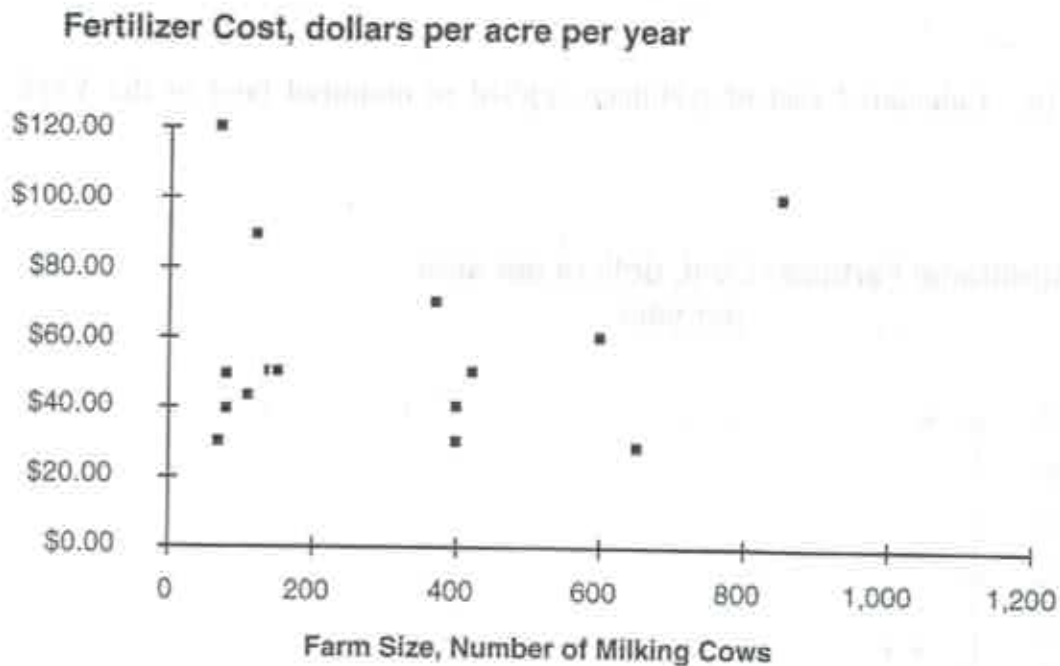 Fertilizer Cost, dollars per acre per year
$120.00
$100.00
$80.00
$60.00
$40.00
$20.00
$0.00
0 200 400 600 800 1,000 1,200
Farm Size, Number of Milking Cows